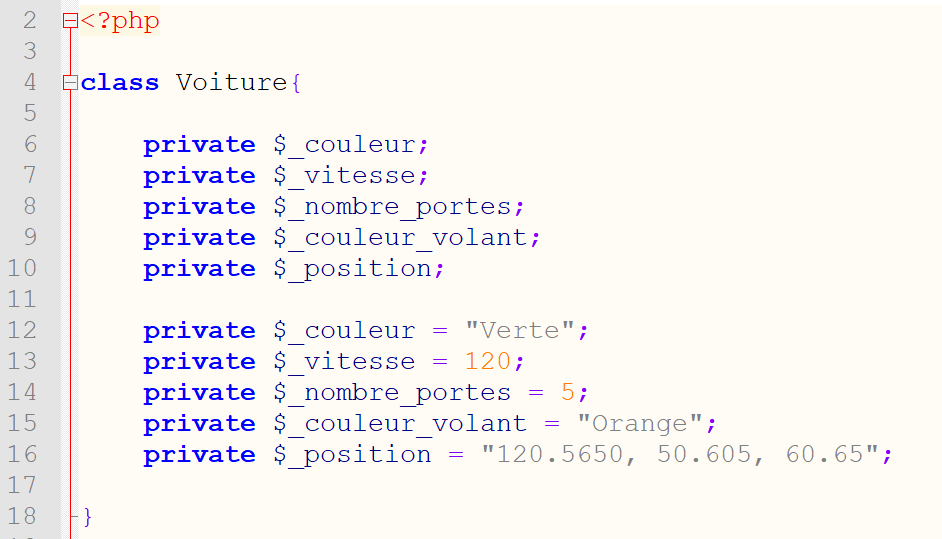 2 <?php
3
4 class Voiture{
5
6 private $_couleur;
7 private $_vitesse;
8 private $_nombre_portes;
9 private $_couleur_volant;
10 private $_position;
11
12 private $_couleur = "Verte";
13 private $_vitesse = 120;
14 private $_nombre_portes = 5;
15 private $_couleur_volant = "Orange";
16 private $_position = "120.5650, 50.605, 60.65";
17
18 }